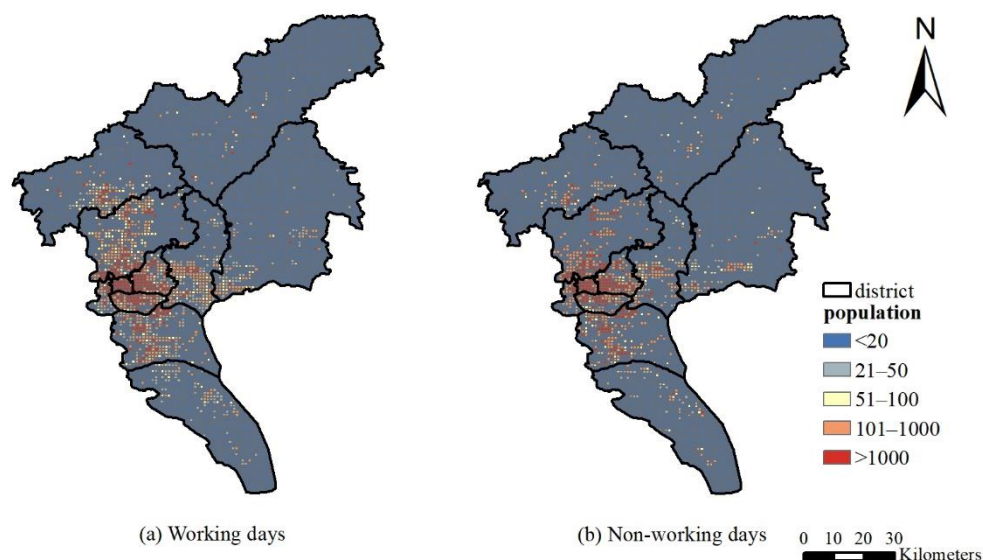 N
district
population
<20
21–50
51–100
101–1000
>1000
(a) Working days
(b) Non-working days
0 10 20 30
Kilometers